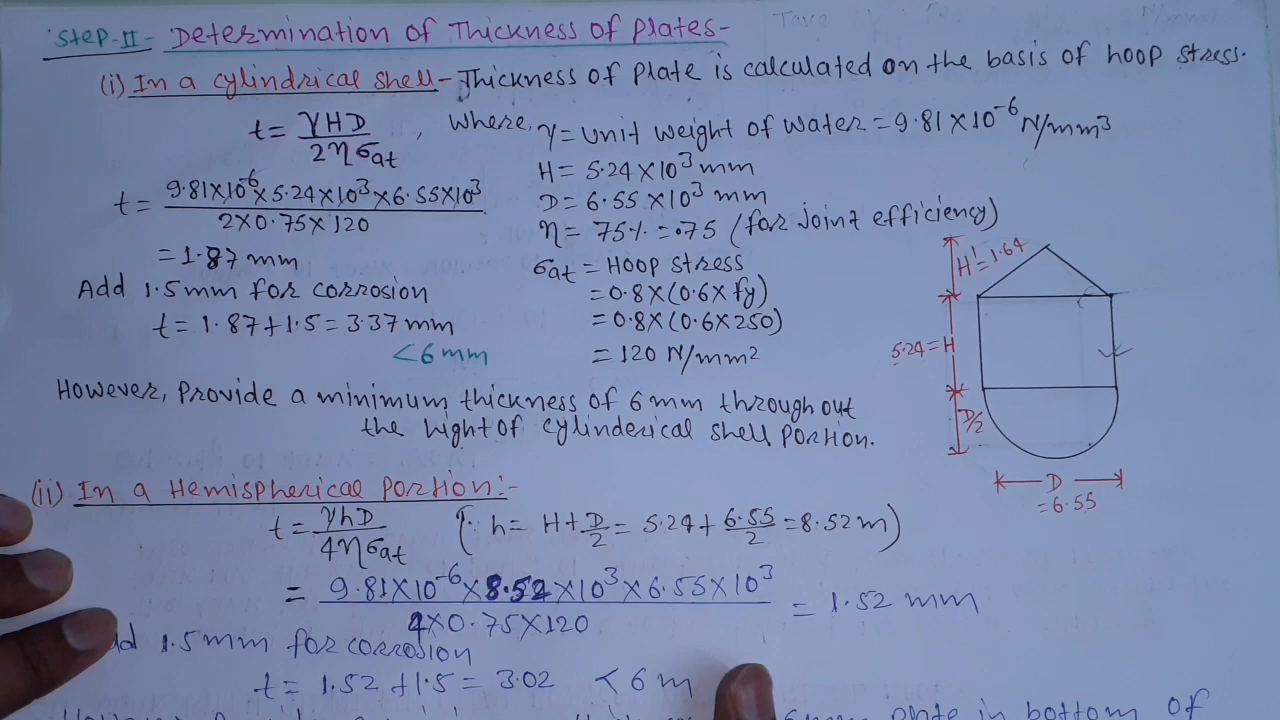 Step-II- Determination of Thickness of Plates-
(i) In a cylindrical shell- Thickness of Plate is calculated on the basis of hoop stress.
t = γHD / 2ησat , where, γ = Unit weight of water = 9.81×10⁻⁶ N/mm³
H = 5.24×10³ mm
t = 9.81×10⁻⁶×5.24×10³×6.55×10³ / 2×0.75×120
D = 6.55×10³ mm
η = 75% = .75 (for joint efficiency)
= 1.87 mm
σat = Hoop stress
Add 1.5mm for corrosion
= 0.8×(0.6×fy)
t = 1.87+1.5 = 3.37 mm
= 0.8×(0.6×250)
<6mm
= 120 N/mm²
H' = 1.64
5.24 = H
D/2
D
= 6.55
However, Provide a minimum thickness of 6mm through out
the hight of cylinderical shell Portion.
(ii) In a Hemispherical Portion:-
t = γhD / 4ησat (∵ h = H + D/2 = 5.24 + 6.55/2 = 8.52m)
= 9.81×10⁻⁶×8.52×10³×6.55×10³ / 4×0.75×120 = 1.52 mm
dd 1.5mm for corrosion
t = 1.52 + 1.5 = 3.02 <6m
plate in bottom of